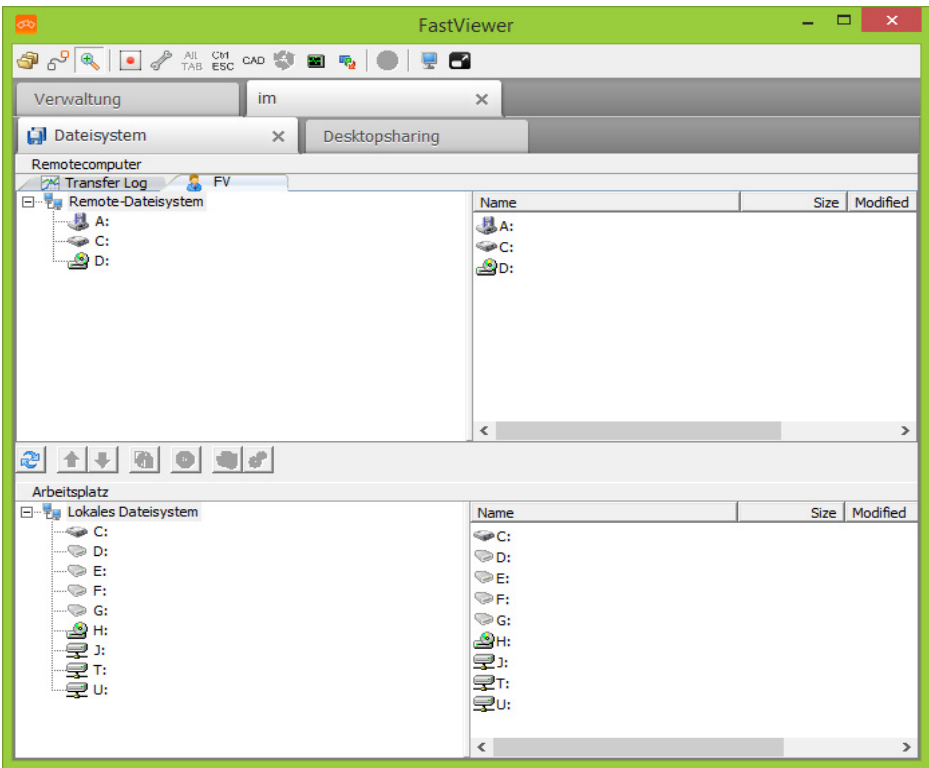 FastViewer
Alt TAB Ctrl ESC CAD
Verwaltung im
Dateisystem Desktopsharing
Remotecomputer
Transfer Log FV
Remote-Dateisystem
A:
C:
D:
Name Size Modified
A:
C:
D:
Arbeitsplatz
Lokales Dateisystem
C:
D:
E:
F:
G:
H:
J:
T:
U:
Name Size Modified
C:
D:
E:
F:
G:
H:
J:
T:
U: